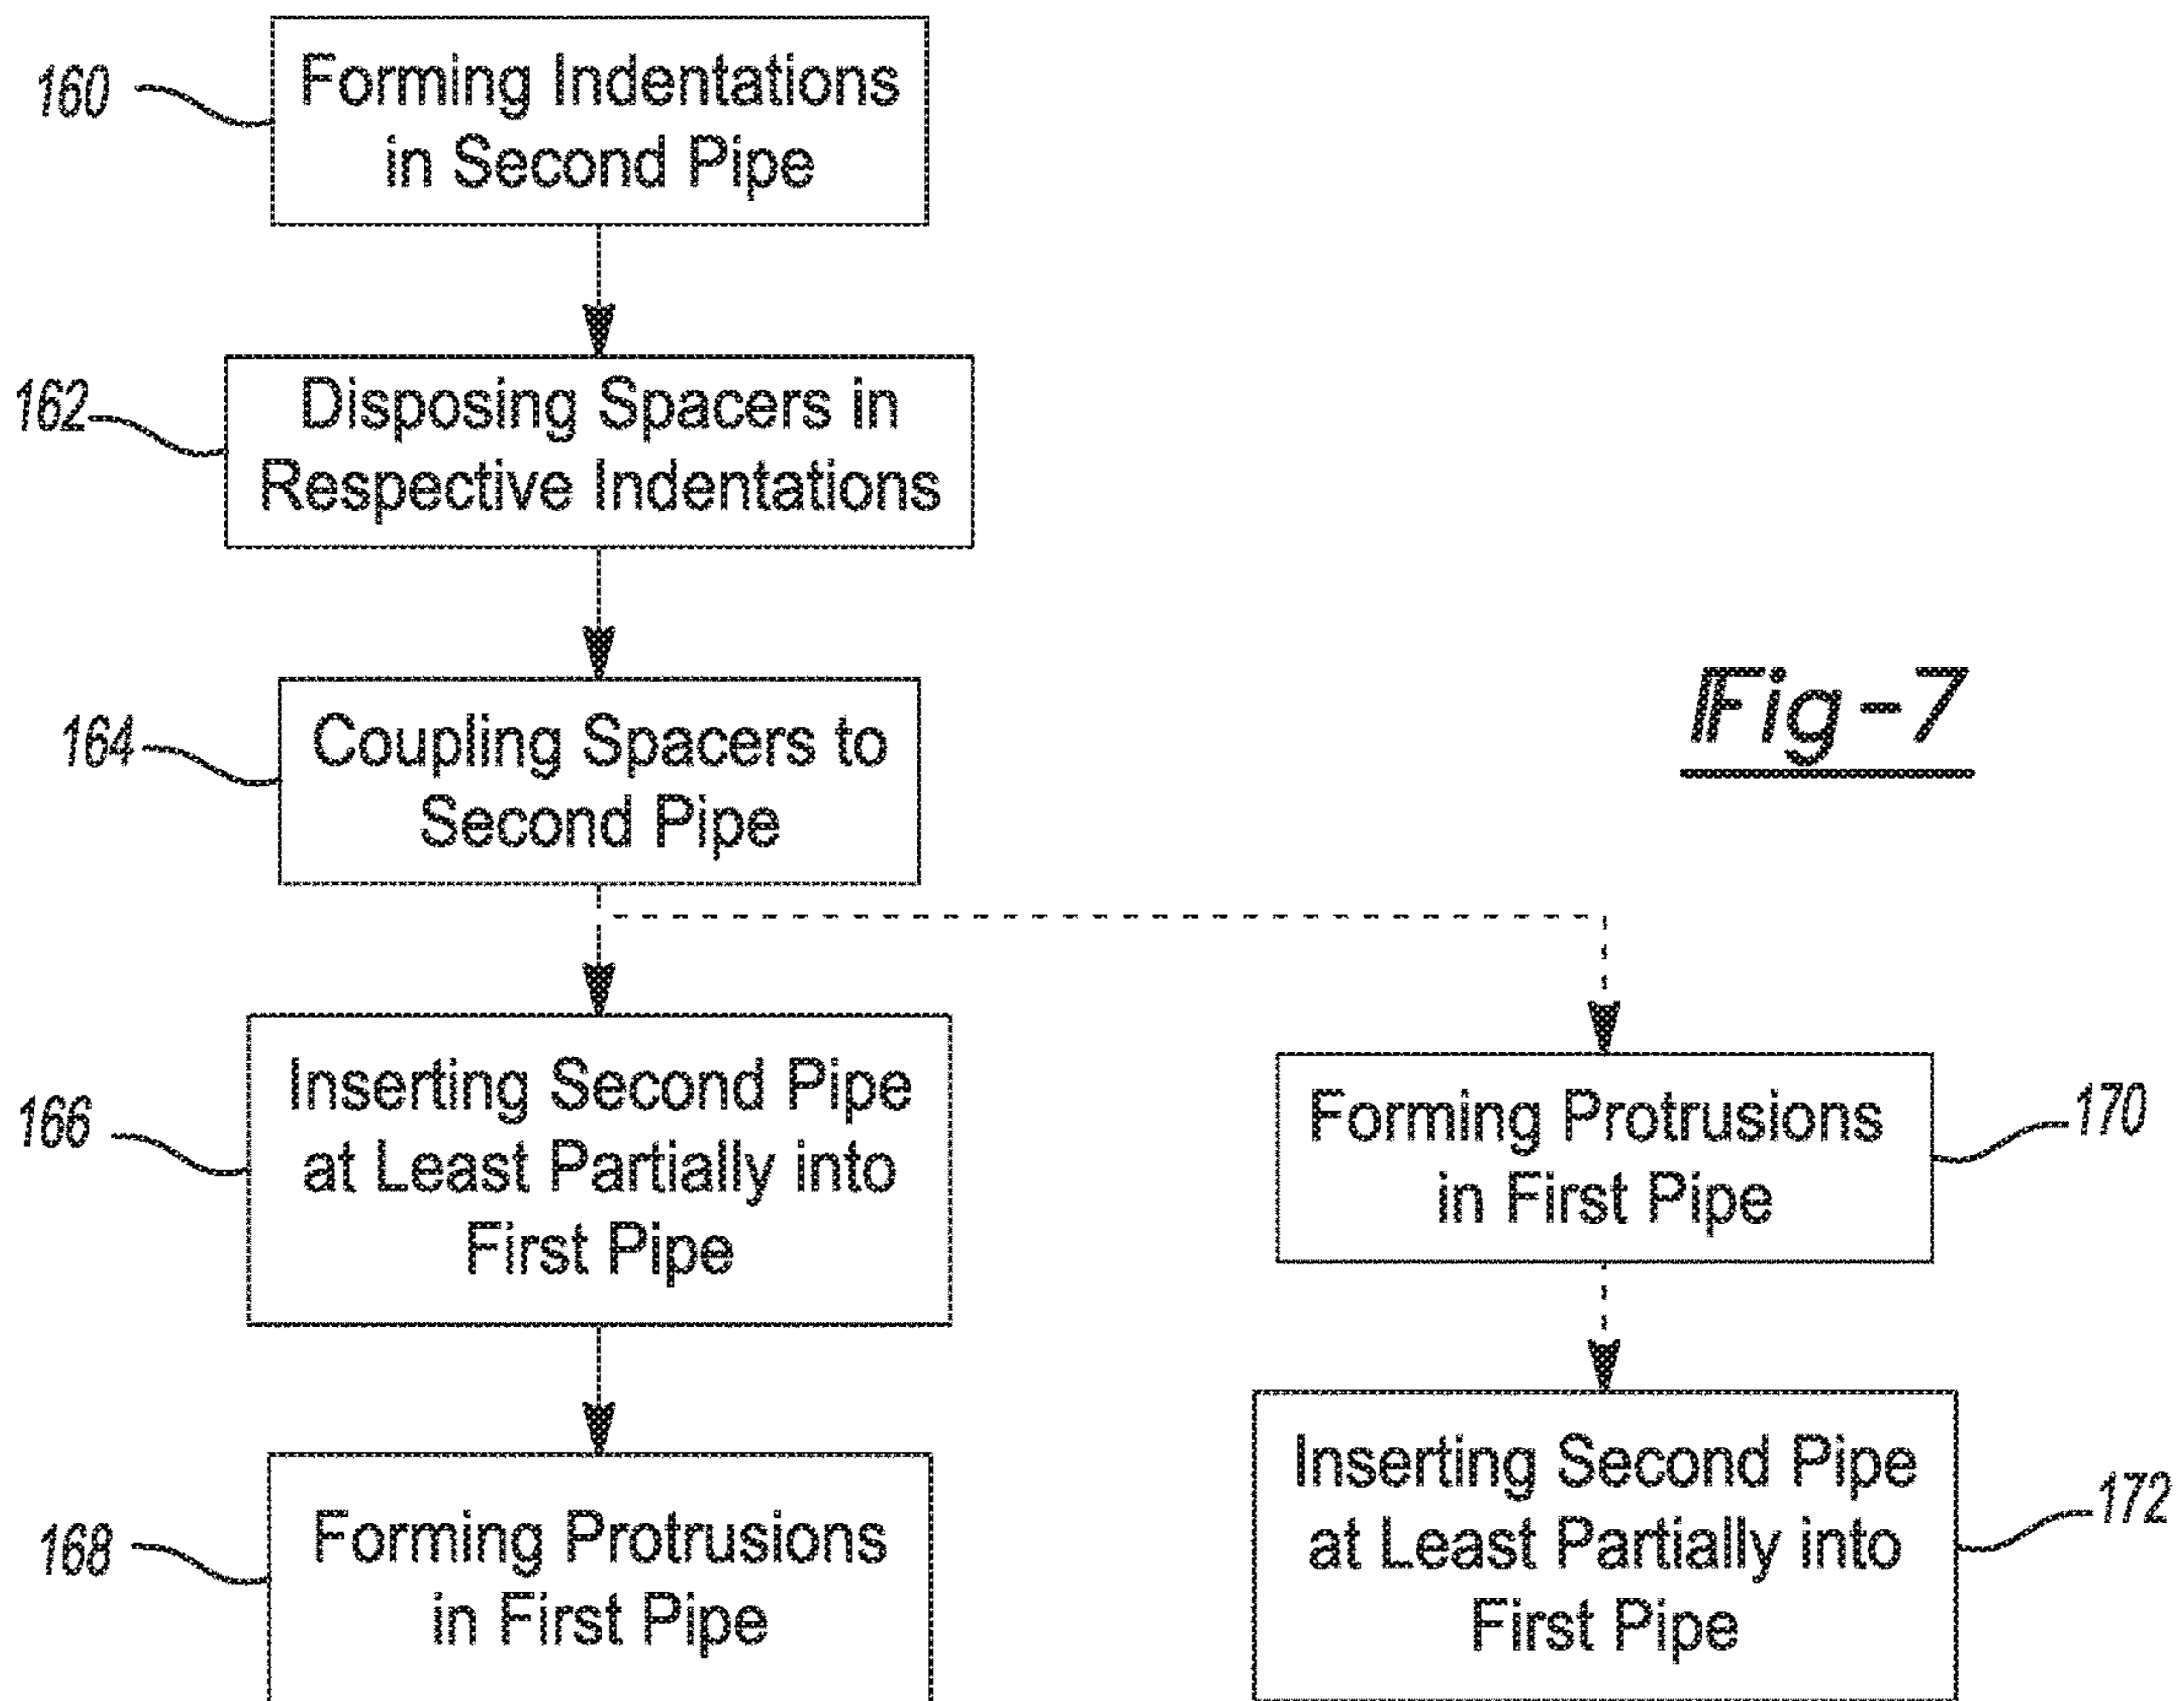 160
Forming Indentations
in Second Pipe
162
Disposing Spacers in
Respective Indentations
164
Coupling Spacers to
Second Pipe
Fig-7
166
Inserting Second Pipe
at Least Partially into
First Pipe
168
Forming Protrusions
in First Pipe
Forming Protrusions
in First Pipe
170
Inserting Second Pipe
at Least Partially into
First Pipe
172